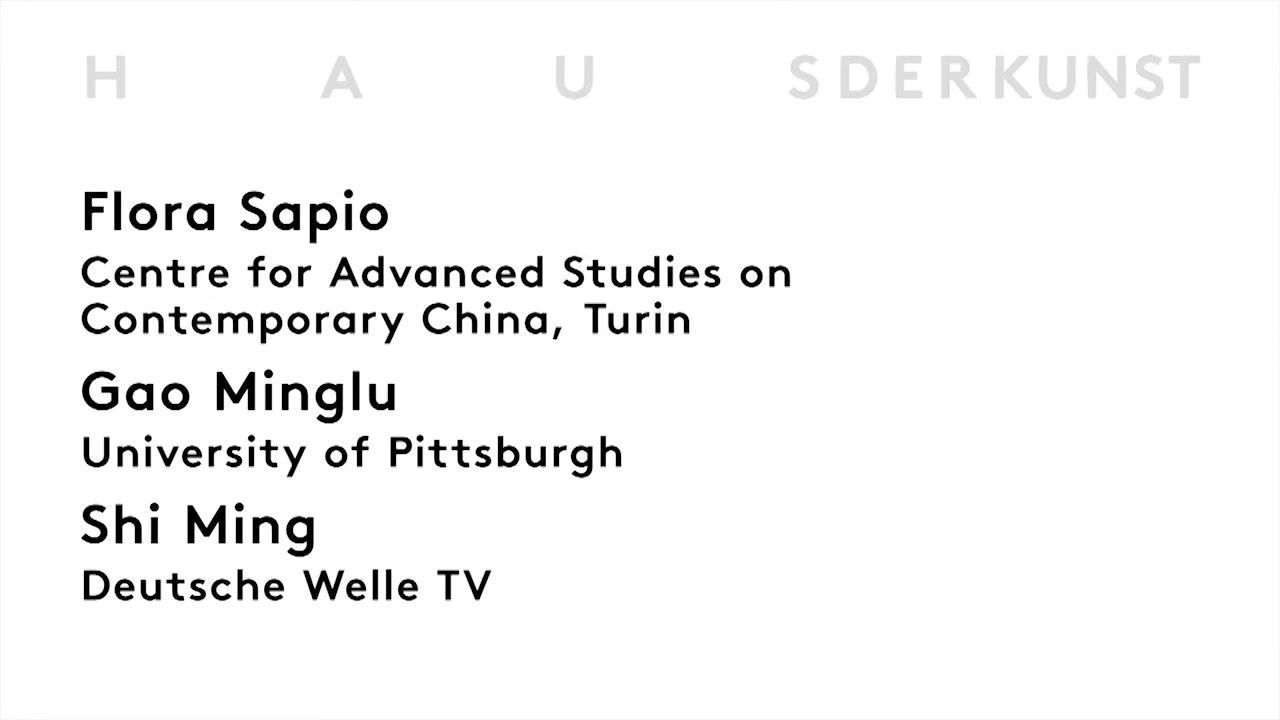 H A U S D E R K U N S T
Flora Sapio
Centre for Advanced Studies on
Contemporary China, Turin
Gao Minglu
University of Pittsburgh
Shi Ming
Deutsche Welle TV